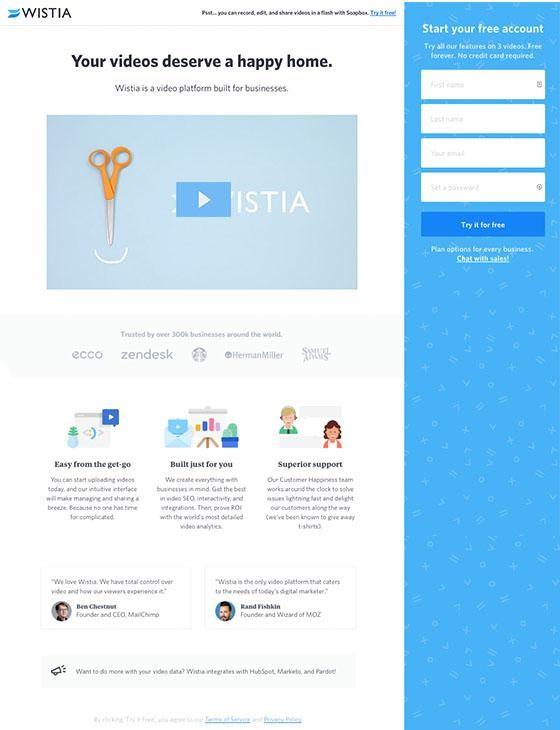 WISTIA
Psst... you can record, edit, and share videos in a flash with Soapbox. Try it free!
Your videos deserve a happy home.
Wistia is a video platform built for businesses.
WISTIA
Trusted by over 300k businesses around the world.
ecco
zendesk
HermanMiller
SAMUEL
ADAMS
Easy from the get-go
You can start uploading videos
today, and our intuitive interface
will make managing and sharing a
breeze. Because no one has time
for complicated.
Built just for you
We create everything with
businesses in mind. Get the best
in video SEO, interactivity, and
integrations. Then, prove ROI
with the world's most detailed
video analytics.
Superior support
Our Customer Happiness team
works around the clock to solve
issues lightning fast and delight
our customers along the way
(we've been known to give away
t-shirts).
"We love Wistia. We have total control over
video and how our viewers experience it."
Ben Chestnut
Founder and CEO, MailChimp
"Wistia is the only video platform that caters
to the needs of today's digital marketer."
Rand Fishkin
Founder and Wizard of MOZ
Want to do more with your video data? Wistia integrates with HubSpot, Marketo, and Pardot!
By clicking 'Try it Free', you agree to our Terms of Service and Privacy Policy
Start your free account
Try all our features on 3 videos. Free
forever. No credit card required.
First name
Last name
Your email
Set a password
Try it for free
Plan options for every business.
Chat with sales!